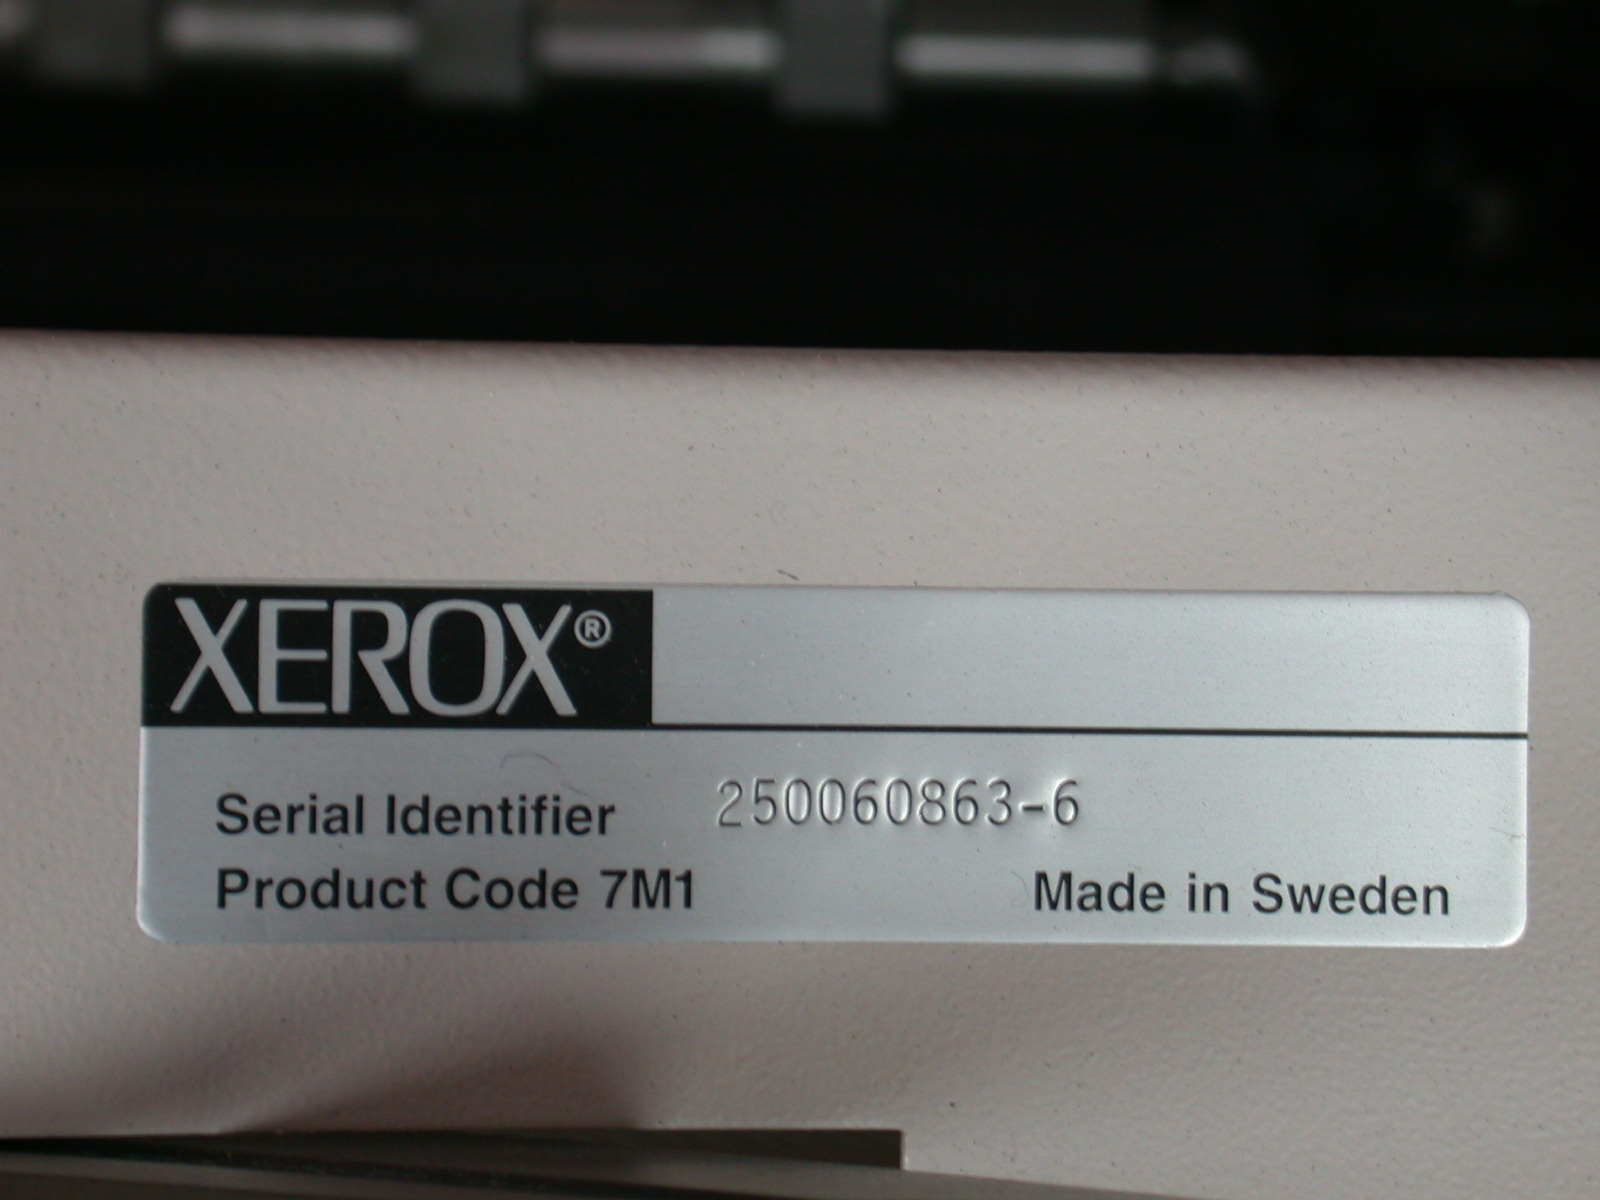 XEROX®
Serial Identifier 250060863-6
Product Code 7M1 Made in Sweden